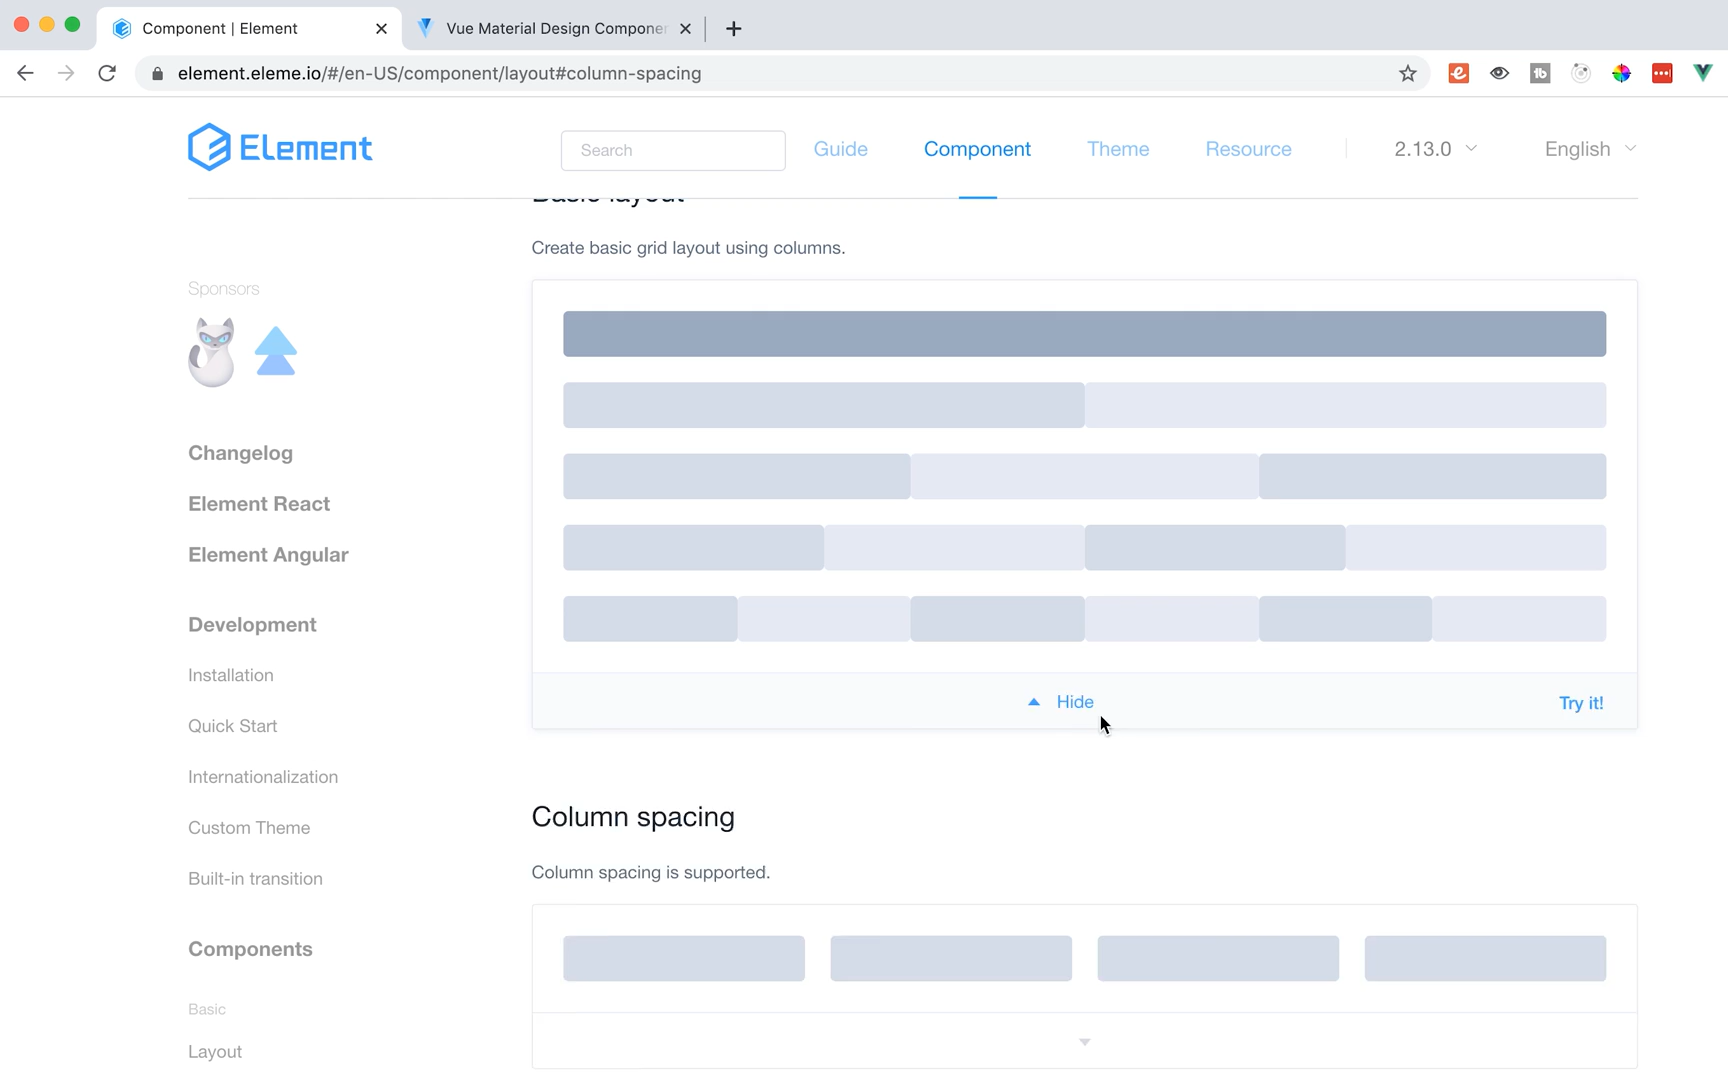 Component | Element
Vue Material Design Compone
element.eleme.io/#/en-US/component/layout#column-spacing
Element
Search
Guide
Component
Theme
Resource
2.13.0
English
Basic layout
Create basic grid layout using columns.
Sponsors
Changelog
Element React
Element Angular
Development
Installation
Quick Start
Internationalization
Custom Theme
Built-in transition
Components
Basic
Layout
Hide
Try it!
Column spacing
Column spacing is supported.